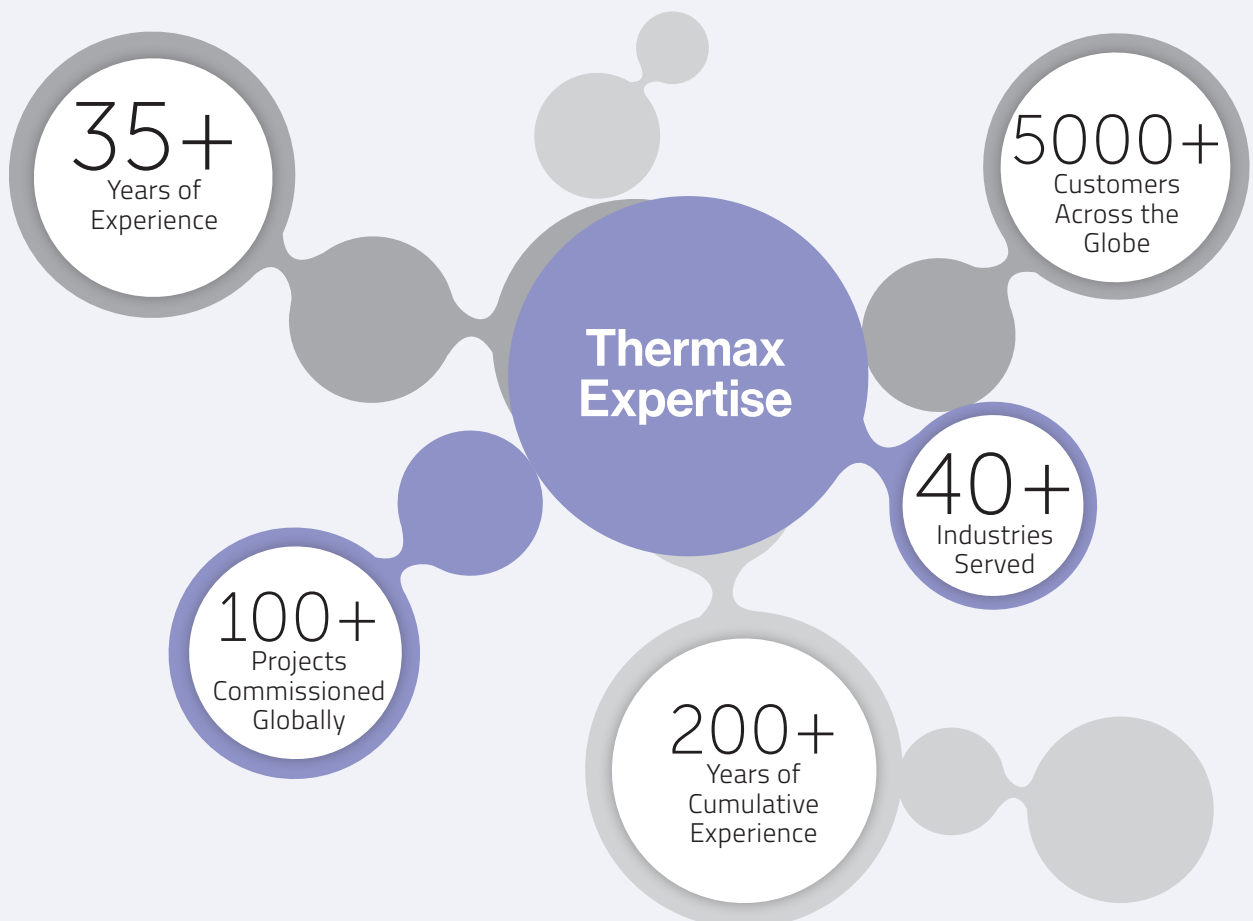 35+
Years of
Experience
5000+
Customers
Across the
Globe
Thermax
Expertise
40+
Industries
Served
100+
Projects
Commissioned
Globally
200+
Years of
Cumulative
Experience